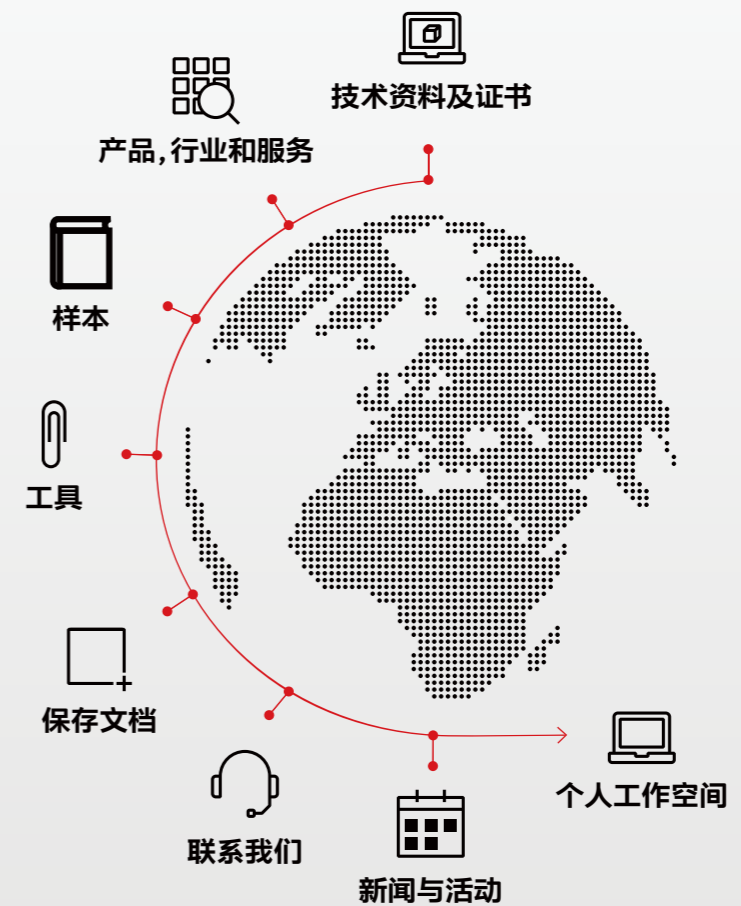 技术资料及证书
产品,行业和服务
样本
工具
保存文档
联系我们
新闻与活动
个人工作空间